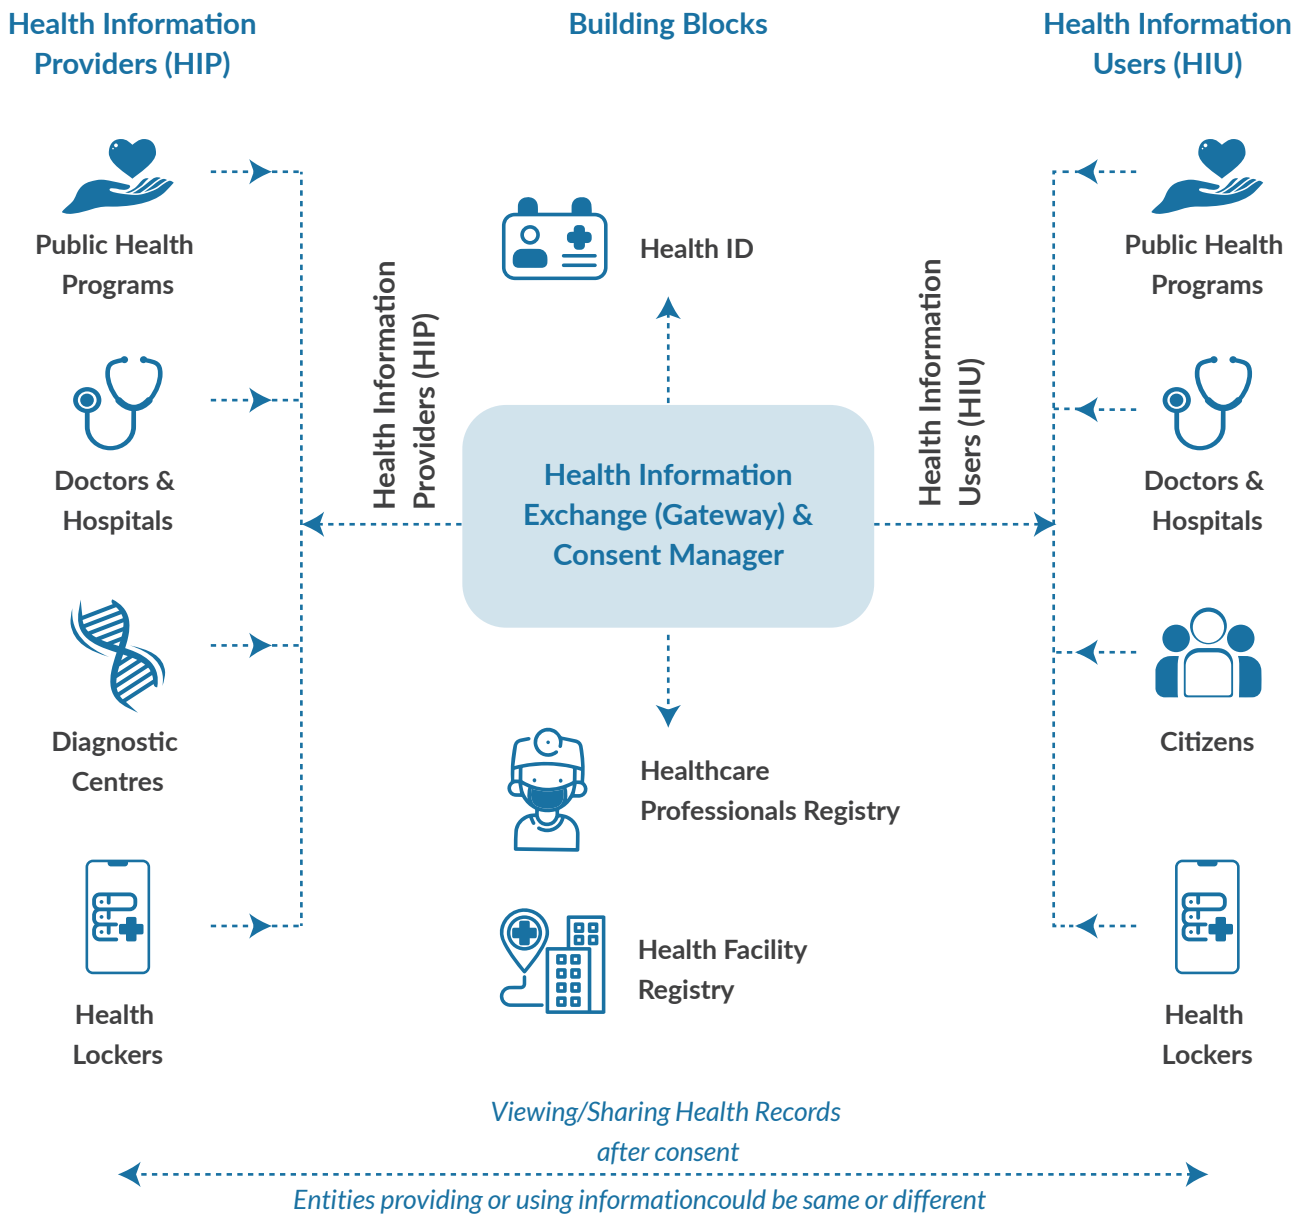 Health Information
Providers (HIP)
Building Blocks
Health Information
Users (HIU)
Public Health
Programs
Doctors &
Hospitals
Diagnostic
Centres
Health
Lockers
Health Information
Providers (HIP)
Health ID
Health Information
Exchange (Gateway) &
Consent Manager
Healthcare
Professionals Registry
Health Facility
Registry
Health Information
Users (HIU)
Public Health
Programs
Doctors &
Hospitals
Citizens
Health
Lockers
Viewing/Sharing Health Records
after consent
Entities providing or using informationcould be same or different